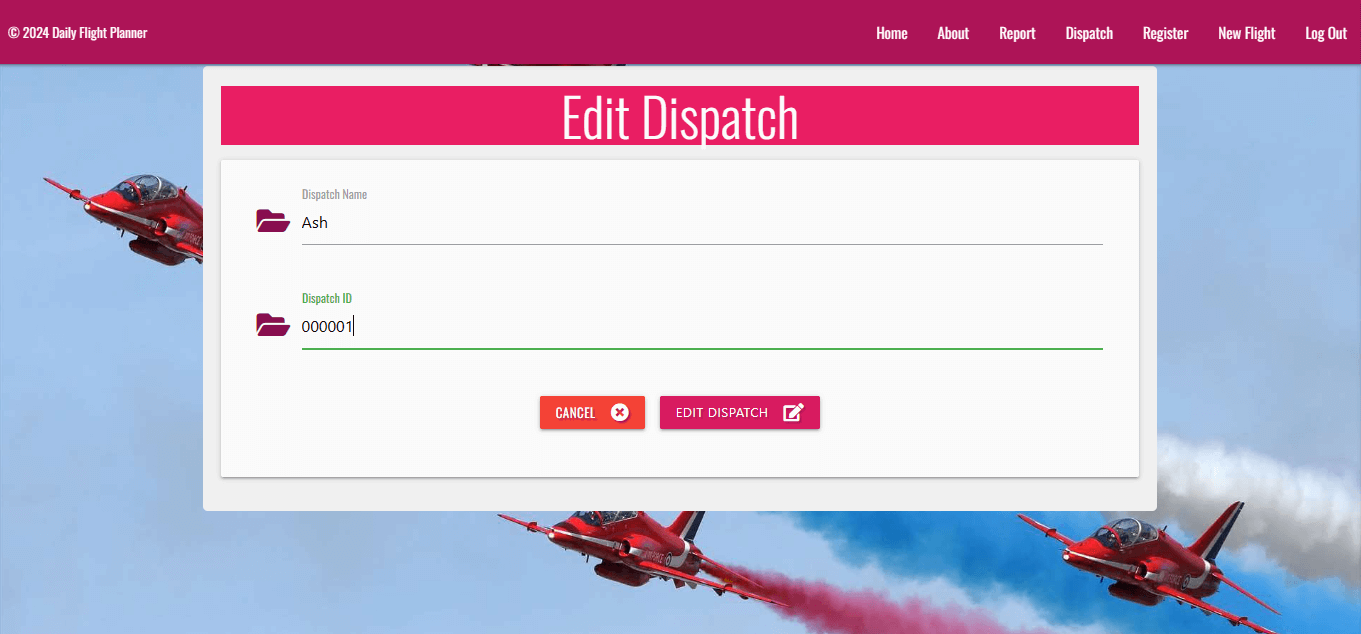 © 2024 Daily Flight Planner
Home About Report Dispatch Register New Flight Log Out
Edit Dispatch
Dispatch Name
Ash
Dispatch ID
000001
CANCEL
EDIT DISPATCH